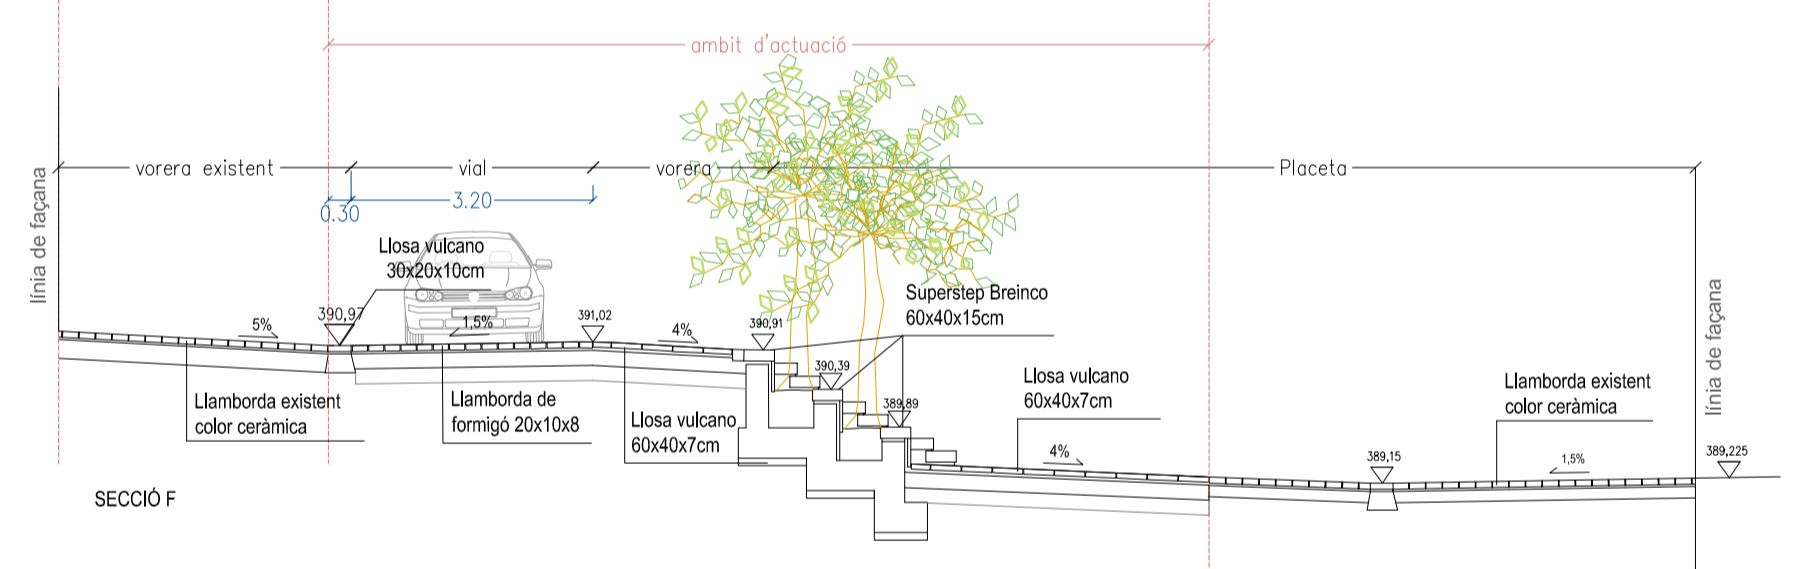 ambit d'actuació
vorera existent
vial
vorera
Placeta
0.30
3.20
línia de façana
Llosa vulcano
30x20x10cm
Superstep Breinco
60x40x15cm
línia de façana
5%
390,97
1,5%
391,02
4%
390,91
390,39
389,89
Llamborda existent
color ceràmica
Llamborda de
formigó 20x10x8
Llosa vulcano
60x40x7cm
Llosa vulcano
60x40x7cm
Llamborda existent
color ceràmica
4%
389,15
1,5%
389,225
SECCIÓ F